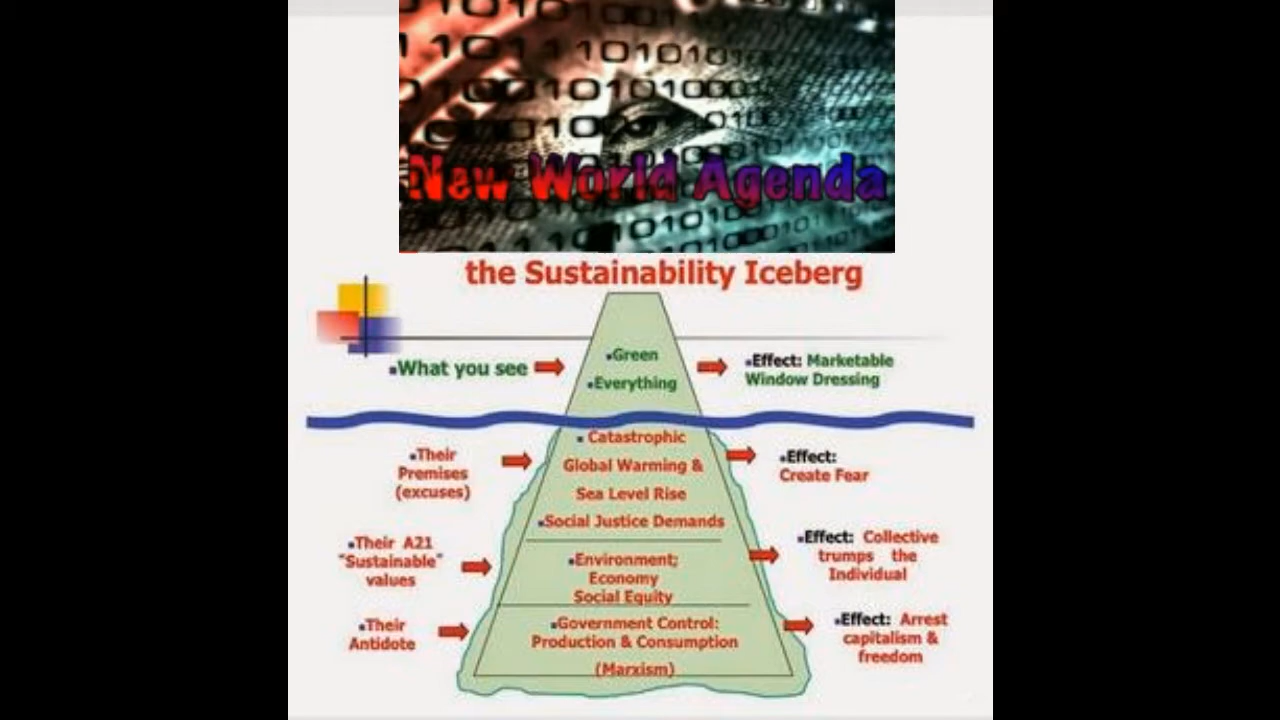 New World Agenda
the Sustainability Iceberg
▪What you see
▪Green
▪Everything
▪Effect: Marketable
Window Dressing
▪Their
Premises
(excuses)
▪ Catastrophic
Global Warming &
Sea Level Rise
▪Social Justice Demands
▪Effect:
Create Fear
▪Their A21
"Sustainable"
values
▪Environment;
Economy
Social Equity
▪Effect: Collective
trumps the
Individual
▪Their
Antidote
▪Government Control:
Production & Consumption
(Marxism)
▪Effect: Arrest
capitalism &
freedom